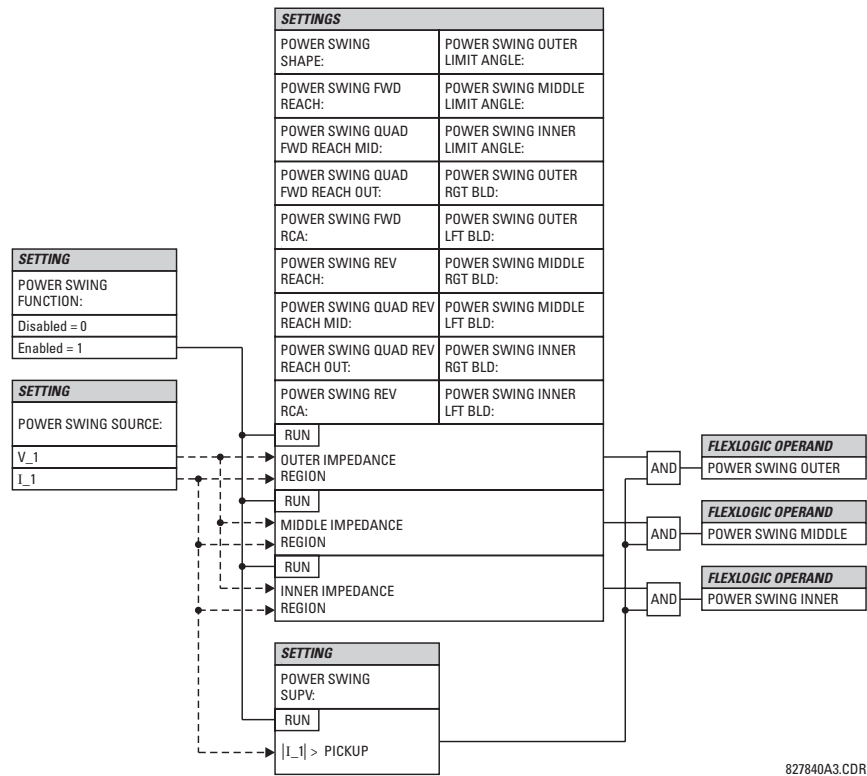 SETTINGS
POWER SWING
SHAPE:
POWER SWING OUTER
LIMIT ANGLE:
POWER SWING FWD
REACH:
POWER SWING MIDDLE
LIMIT ANGLE:
POWER SWING QUAD
FWD REACH MID:
POWER SWING INNER
LIMIT ANGLE:
POWER SWING QUAD
FWD REACH OUT:
POWER SWING OUTER
RGT BLD:
POWER SWING FWD
RCA:
POWER SWING OUTER
LFT BLD:
POWER SWING REV
REACH:
POWER SWING MIDDLE
RGT BLD:
POWER SWING QUAD REV
REACH MID:
POWER SWING MIDDLE
LFT BLD:
POWER SWING QUAD REV
REACH OUT:
POWER SWING INNER
RGT BLD:
POWER SWING REV
RCA:
POWER SWING INNER
LFT BLD:
SETTING
POWER SWING
FUNCTION:
Disabled = 0
Enabled = 1
SETTING
POWER SWING SOURCE:
V_1
I_1
RUN
OUTER IMPEDANCE
REGION
RUN
MIDDLE IMPEDANCE
REGION
RUN
INNER IMPEDANCE
REGION
AND
FLEXLOGIC OPERAND
POWER SWING OUTER
AND
FLEXLOGIC OPERAND
POWER SWING MIDDLE
AND
FLEXLOGIC OPERAND
POWER SWING INNER
SETTING
POWER SWING
SUPV:
RUN
|I_1| > PICKUP
827840A3.CDR